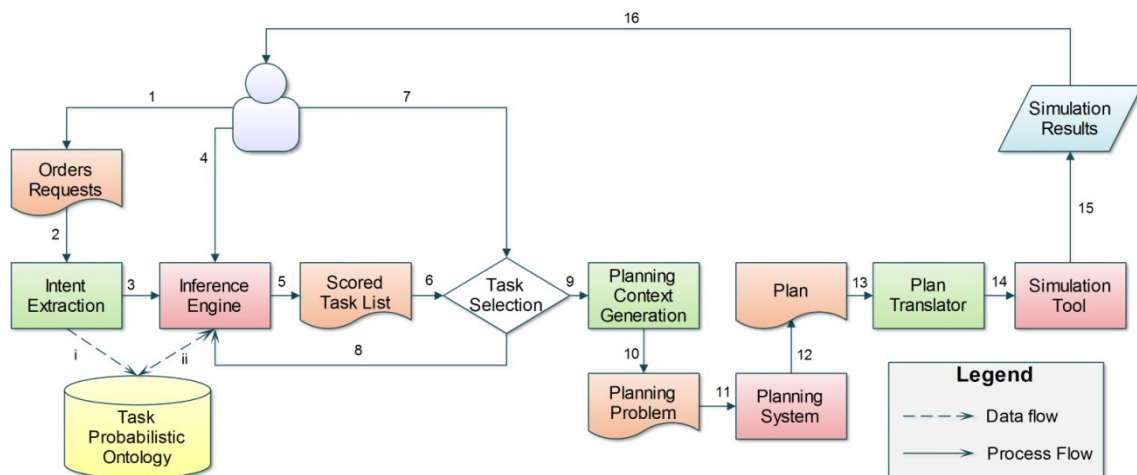 16
1
7
4
Orders
Requests
Simulation
Results
2
15
Intent
Extraction
3
Inference
Engine
5
Scored
Task List
6
Task
Selection
9
Planning
Context
Generation
Plan
13
Plan
Translator
14
Simulation
Tool
i
ii
8
10
12
Task
Probabilistic
Ontology
Planning
Problem
11
Planning
System
Legend
Data flow
Process Flow